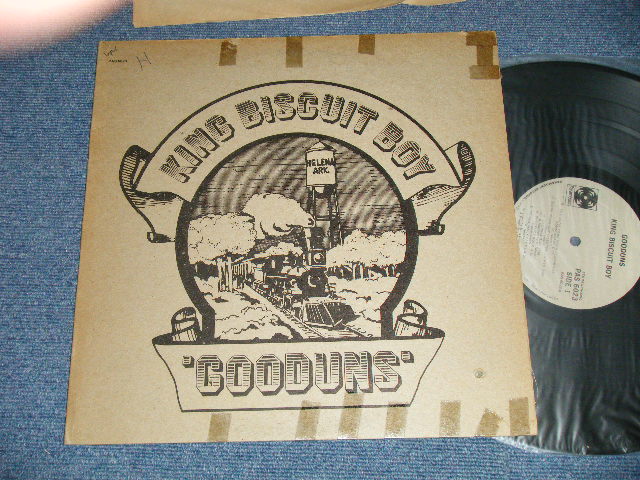 KING BISCUIT BOY
HELENA
ARK.
"GOODUNS"
GOODUNS
KING BISCUIT BOY
PAS 6023
SIDE 1